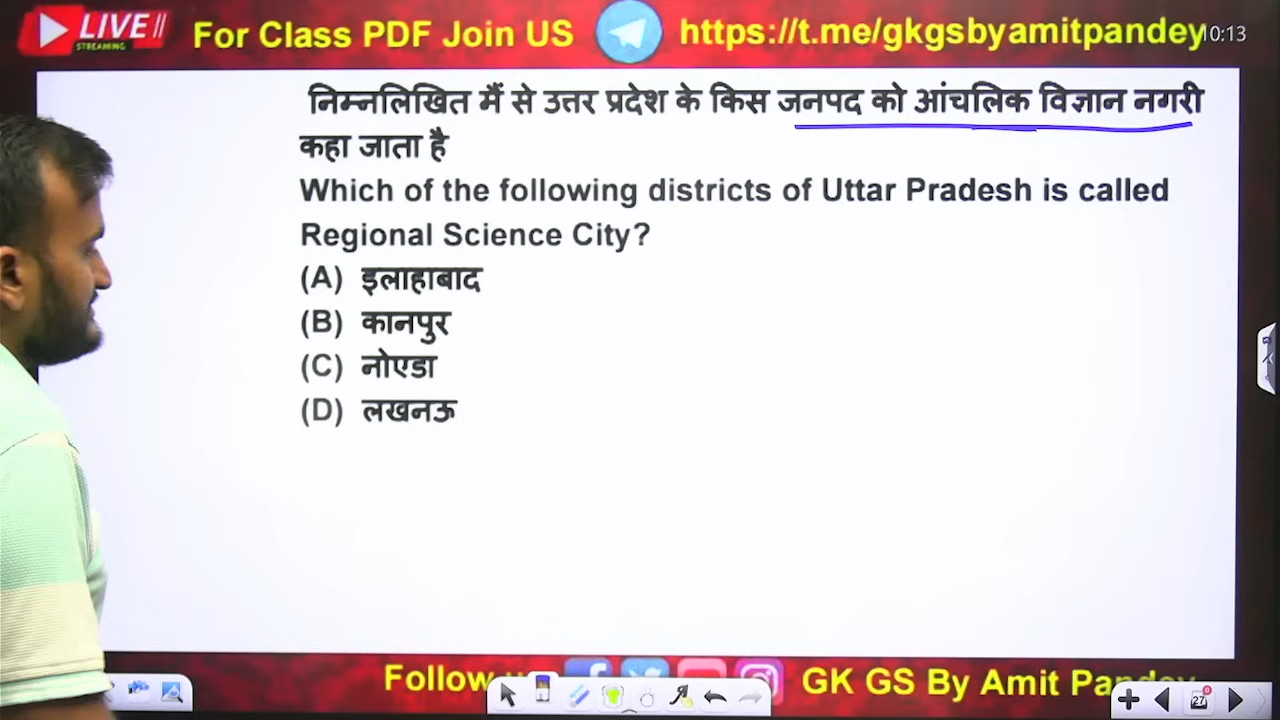 LIVE
STREAMING
For Class PDF Join US
https://t.me/gkgsbyamitpandey
10:13
निम्नलिखित मैं से उत्तर प्रदेश के किस जनपद को आंचलिक विज्ञान नगरी
कहा जाता है
Which of the following districts of Uttar Pradesh is called
Regional Science City?
(A) इलाहाबाद
(B) कानपुर
(C) नोएडा
(D) लखनऊ
Follow
GK GS By Amit Pandey
27